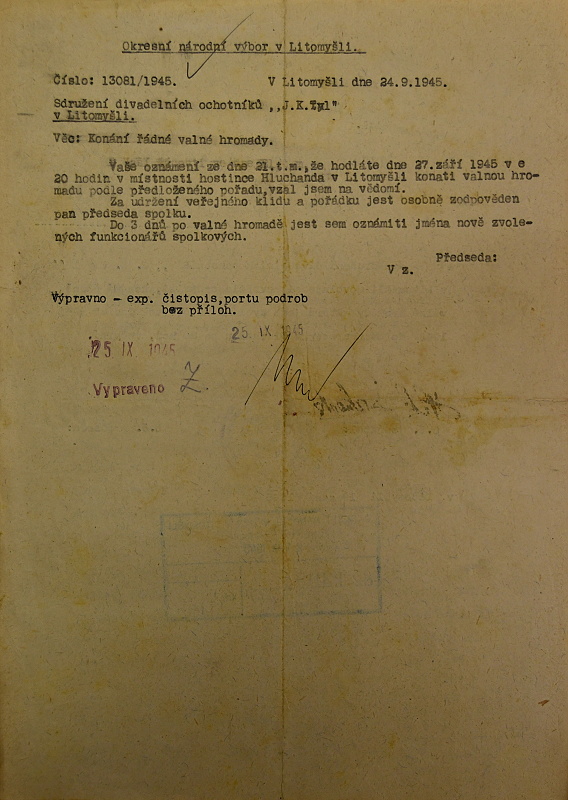 Okresní národní výbor v Litomyšli.
Číslo: 13081/1945. V Litomyšli dne 24.9.1945.
Sdružení divadelních ochotníků ,,J.K.Tyl"
v Litomyšli.
Věc: Konání řádné valné hromady.
Vaše oznámení ze dne 21.t.m.,že hodláte dne 27.září 1945 v e
20 hodin v místnosti hostince Hluchanda v Litomyšli konati valnou hro-
madu podle předloženého pořadu,vzal jsem na vědomí.
Za udržení veřejného klidu a pořádku jest osobně zodpověden
pan předseda spolku.
Do 3 dnů po valné hromadě jest sem oznámiti jména nově zvole-
ných funkcionářů spolkových.
Předseda:
V z.
Výpravno - exp. čistopis,portu podrob
bez příloh.
25. IX. 1945
25 IX 1945
Vypraveno Z.